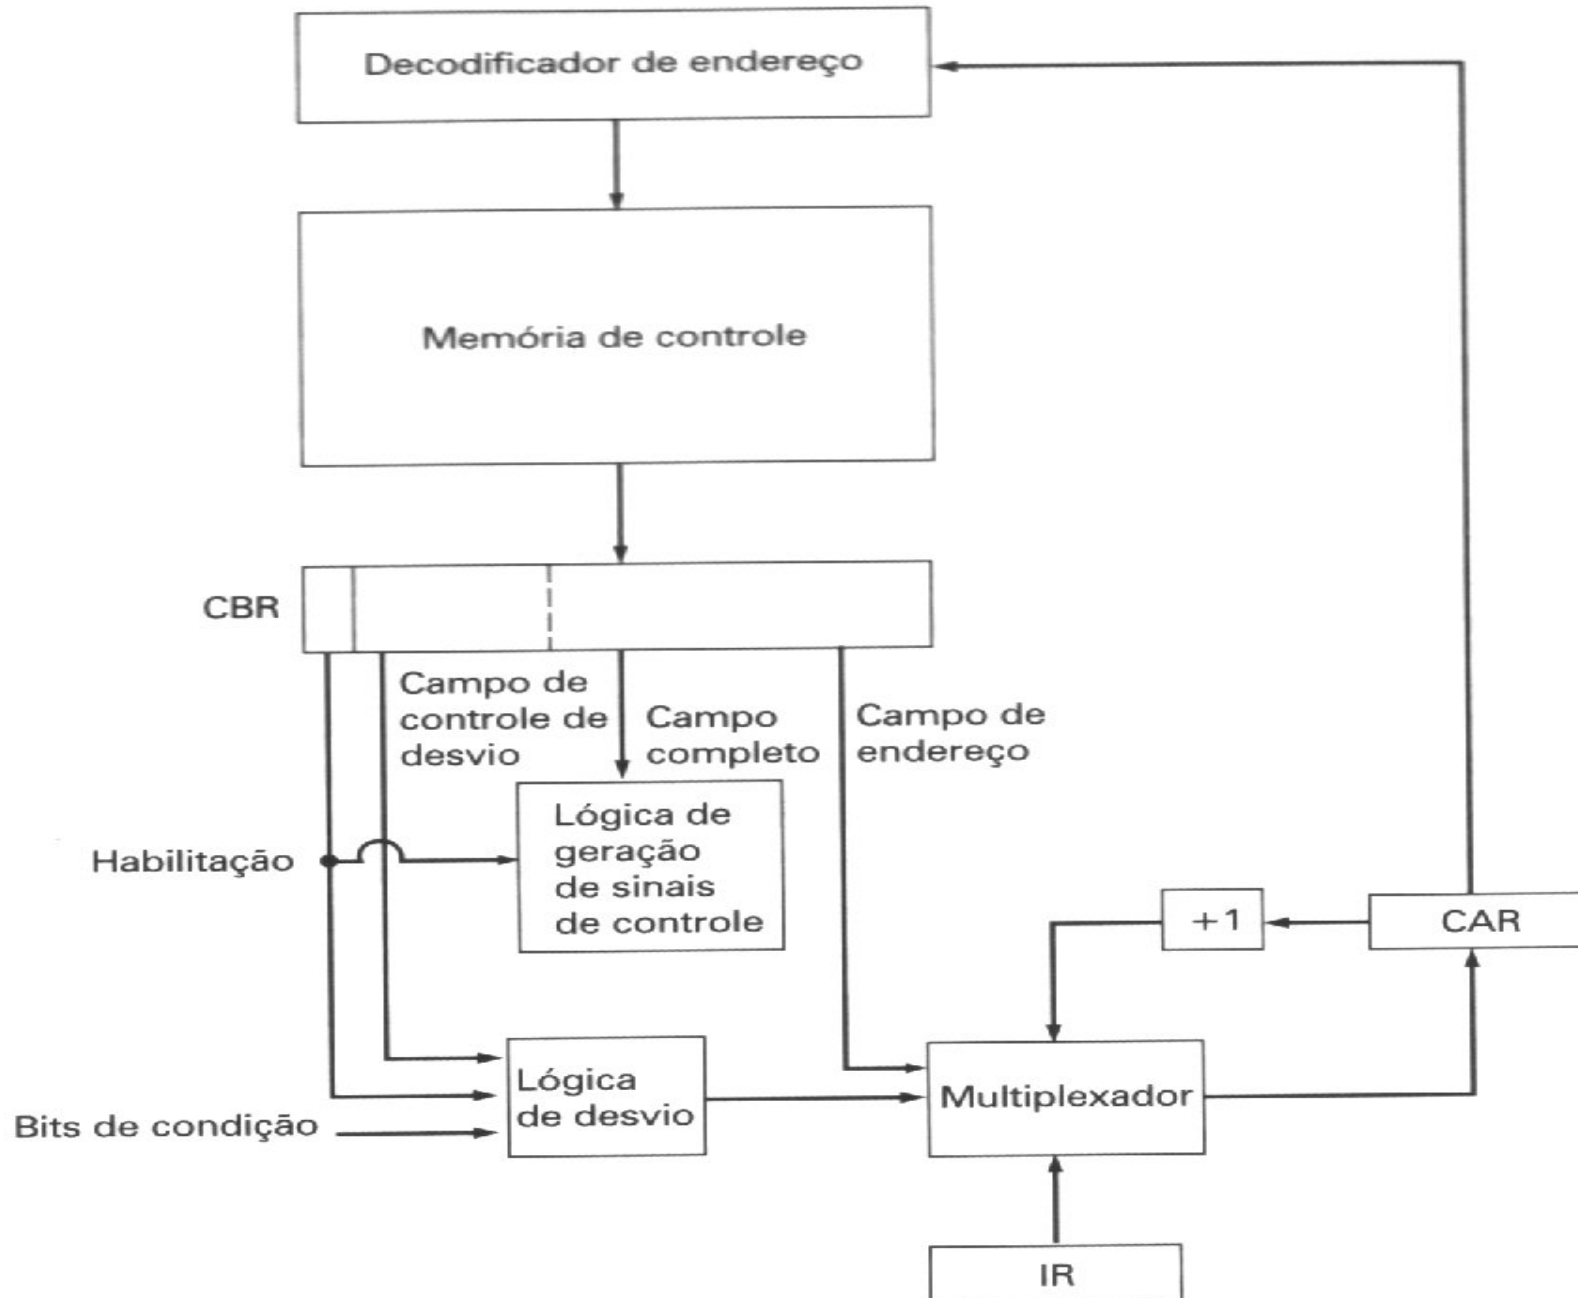 Decodificador de endereço
Memória de controle
CBR
Campo de
controle de
desvio
Campo
completo
Campo de
endereço
Habilitação
Lógica de
geração
de sinais
de controle
+1
CAR
Lógica
de desvio
Multiplexador
Bits de condição
IR